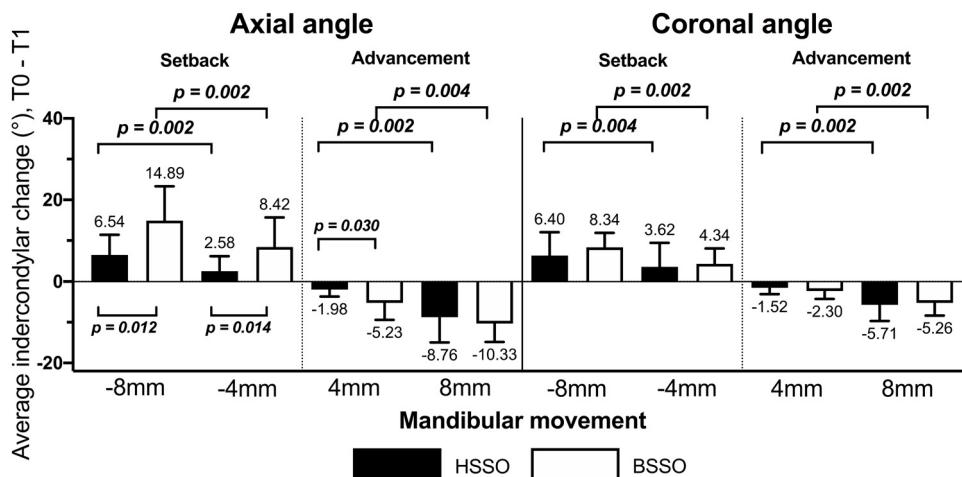 Axial angle Coronal angle
Setback Advancement Setback Advancement
p = 0.002 p = 0.004 p = 0.002 p = 0.002
p = 0.002 p = 0.002 p = 0.004 p = 0.002
Average indercondylar change (°), T0 - T1
40
20
0
-20
6.54 14.89 2.58 8.42 6.40 8.34 3.62 4.34
p = 0.030
p = 0.012 p = 0.014
-1.98 -5.23 -8.76 -10.33 -1.52 -2.30 -5.71 -5.26
-8mm -4mm 4mm 8mm -8mm -4mm 4mm 8mm
Mandibular movement
HSSO BSSO